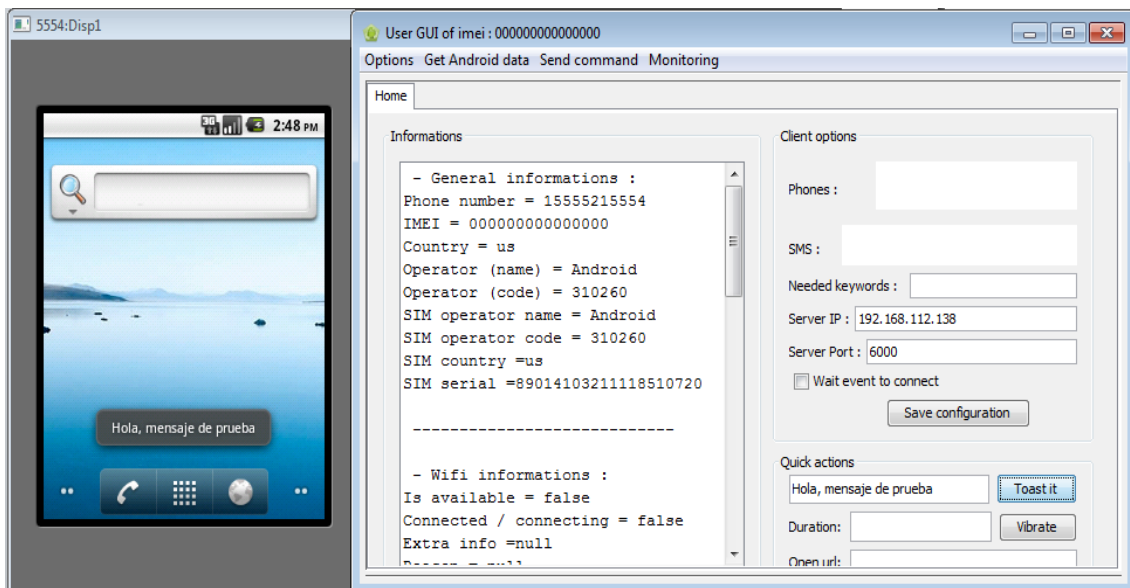 5554:Disp1
3G
2:48 PM
Hola, mensaje de prueba
User GUI of imei : 000000000000000
Options Get Android data Send command Monitoring
Home
Informations
- General informations :
Phone number = 15555215554
IMEI = 000000000000000
Country = us
Operator (name) = Android
Operator (code) = 310260
SIM operator name = Android
SIM operator code = 310260
SIM country =us
SIM serial =89014103211118510720
----------------------------
- Wifi informations :
Is available = false
Connected / connecting = false
Extra info =null
Reason = null
Client options
Phones :
SMS :
Needed keywords :
Server IP : 192.168.112.138
Server Port : 6000
Wait event to connect
Save configuration
Quick actions
Hola, mensaje de prueba Toast it
Duration: Vibrate
Open url: